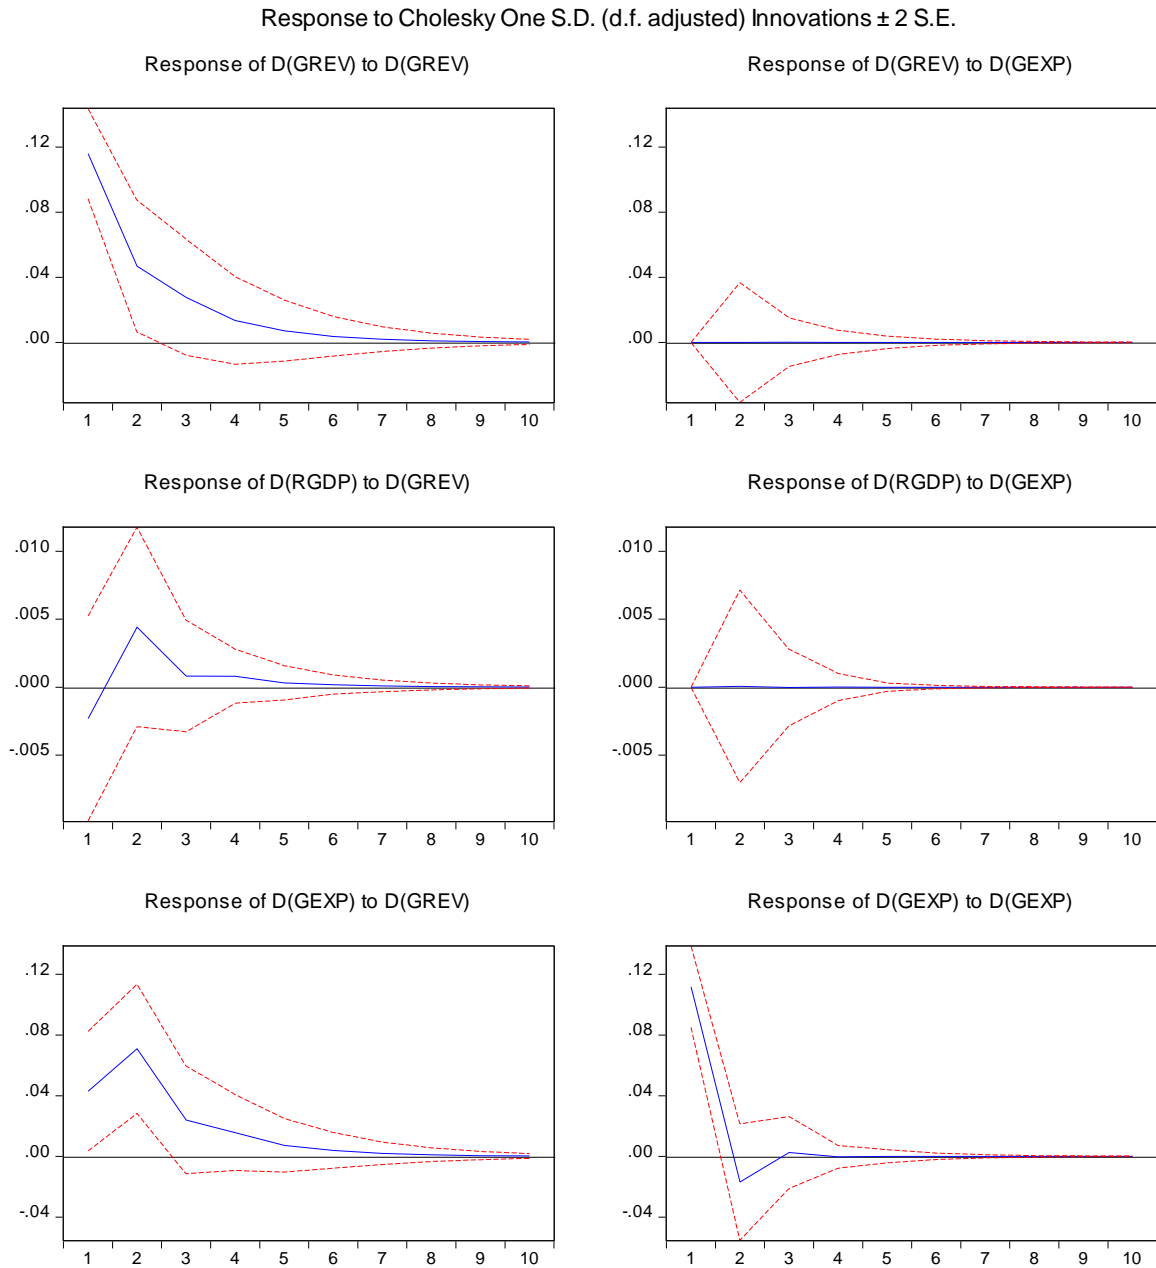 Response to Cholesky One S.D. (d.f. adjusted) Innovations ± 2 S.E.
Response of D(GREV) to D(GREV)
.12
.08
.04
.00
1 2 3 4 5 6 7 8 9 10
Response of D(GREV) to D(GEXP)
.12
.08
.04
.00
1 2 3 4 5 6 7 8 9 10
Response of D(RGDP) to D(GREV)
.010
.005
.000
-.005
1 2 3 4 5 6 7 8 9 10
Response of D(RGDP) to D(GEXP)
.010
.005
.000
-.005
1 2 3 4 5 6 7 8 9 10
Response of D(GEXP) to D(GREV)
.12
.08
.04
.00
-.04
1 2 3 4 5 6 7 8 9 10
Response of D(GEXP) to D(GEXP)
.12
.08
.04
.00
-.04
1 2 3 4 5 6 7 8 9 10